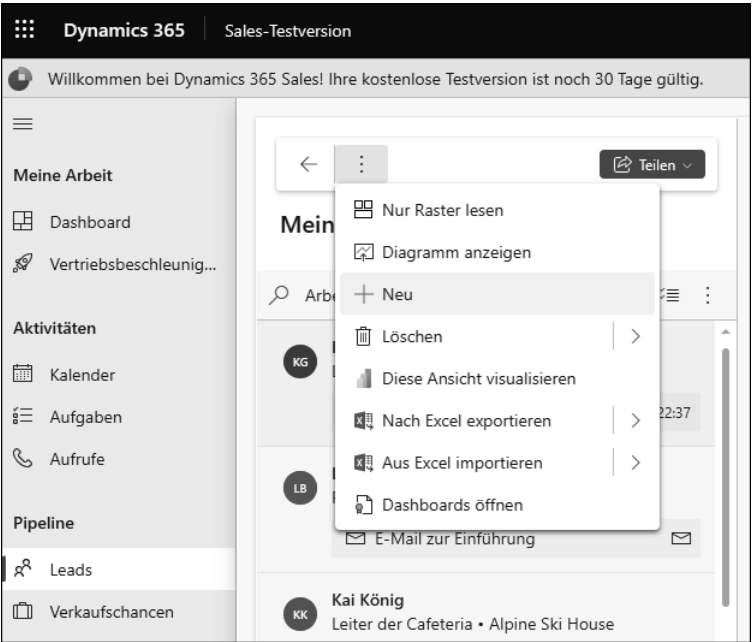 Dynamics 365 Sales-Testversion
Willkommen bei Dynamics 365 Sales! Ihre kostenlose Testversion ist noch 30 Tage gültig.
Meine Arbeit
Dashboard
Vertriebsbeschleunig...
Aktivitäten
Kalender
Aufgaben
Aufrufe
Pipeline
Leads
Verkaufschancen
Teilen
Mein
Nur Raster lesen
Diagramm anzeigen
Neu
Löschen
Diese Ansicht visualisieren
Nach Excel exportieren
Aus Excel importieren
Dashboards öffnen
Arbe
KG
22:37
LB
E-Mail zur Einführung
KK
Kai König
Leiter der Cafeteria • Alpine Ski House